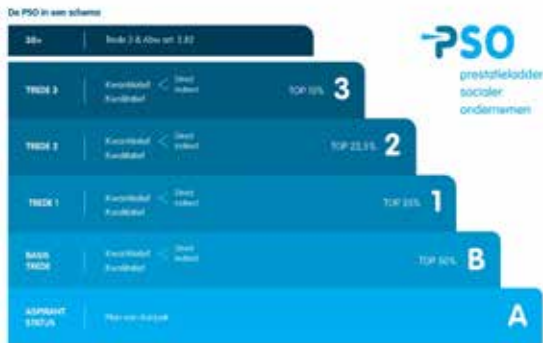 De PSO in een schema
PSO
prestatieladder
socialer
ondernemen
30+ Trede 3 & Abw art. 2.82
TREDE 3 Kwantitatief < Direct
Indirect
Kwalitatief
TOP 10% 3
TREDE 2 Kwantitatief < Direct
Indirect
Kwalitatief
TOP 22,5% 2
TREDE 1 Kwantitatief < Direct
Indirect
Kwalitatief
TOP 35% 1
BASIS
TREDE
Kwantitatief < Direct
Indirect
Kwalitatief
TOP 50% B
ASPIRANT
STATUS
Plan van Aanpak
A